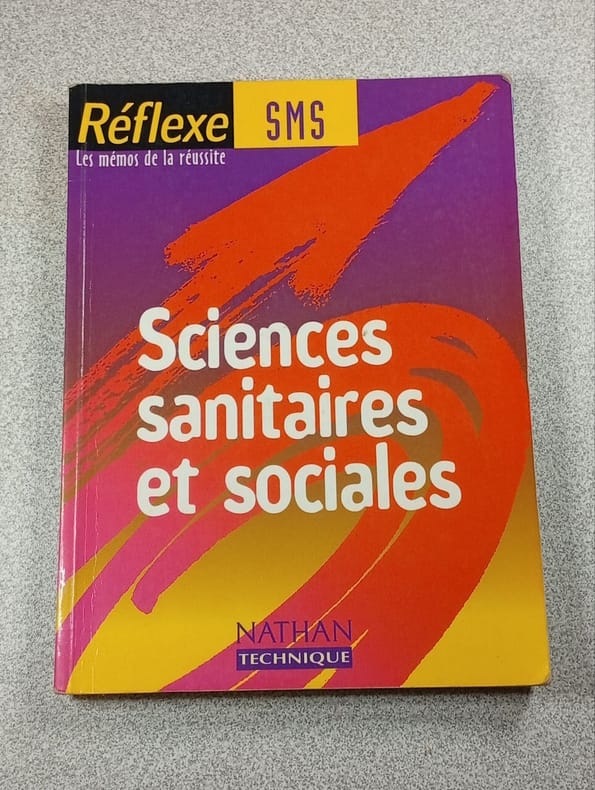 Réflexe SMS
Les mémos de la réussite
Sciences
sanitaires
et sociales
NATHAN
TECHNIQUE